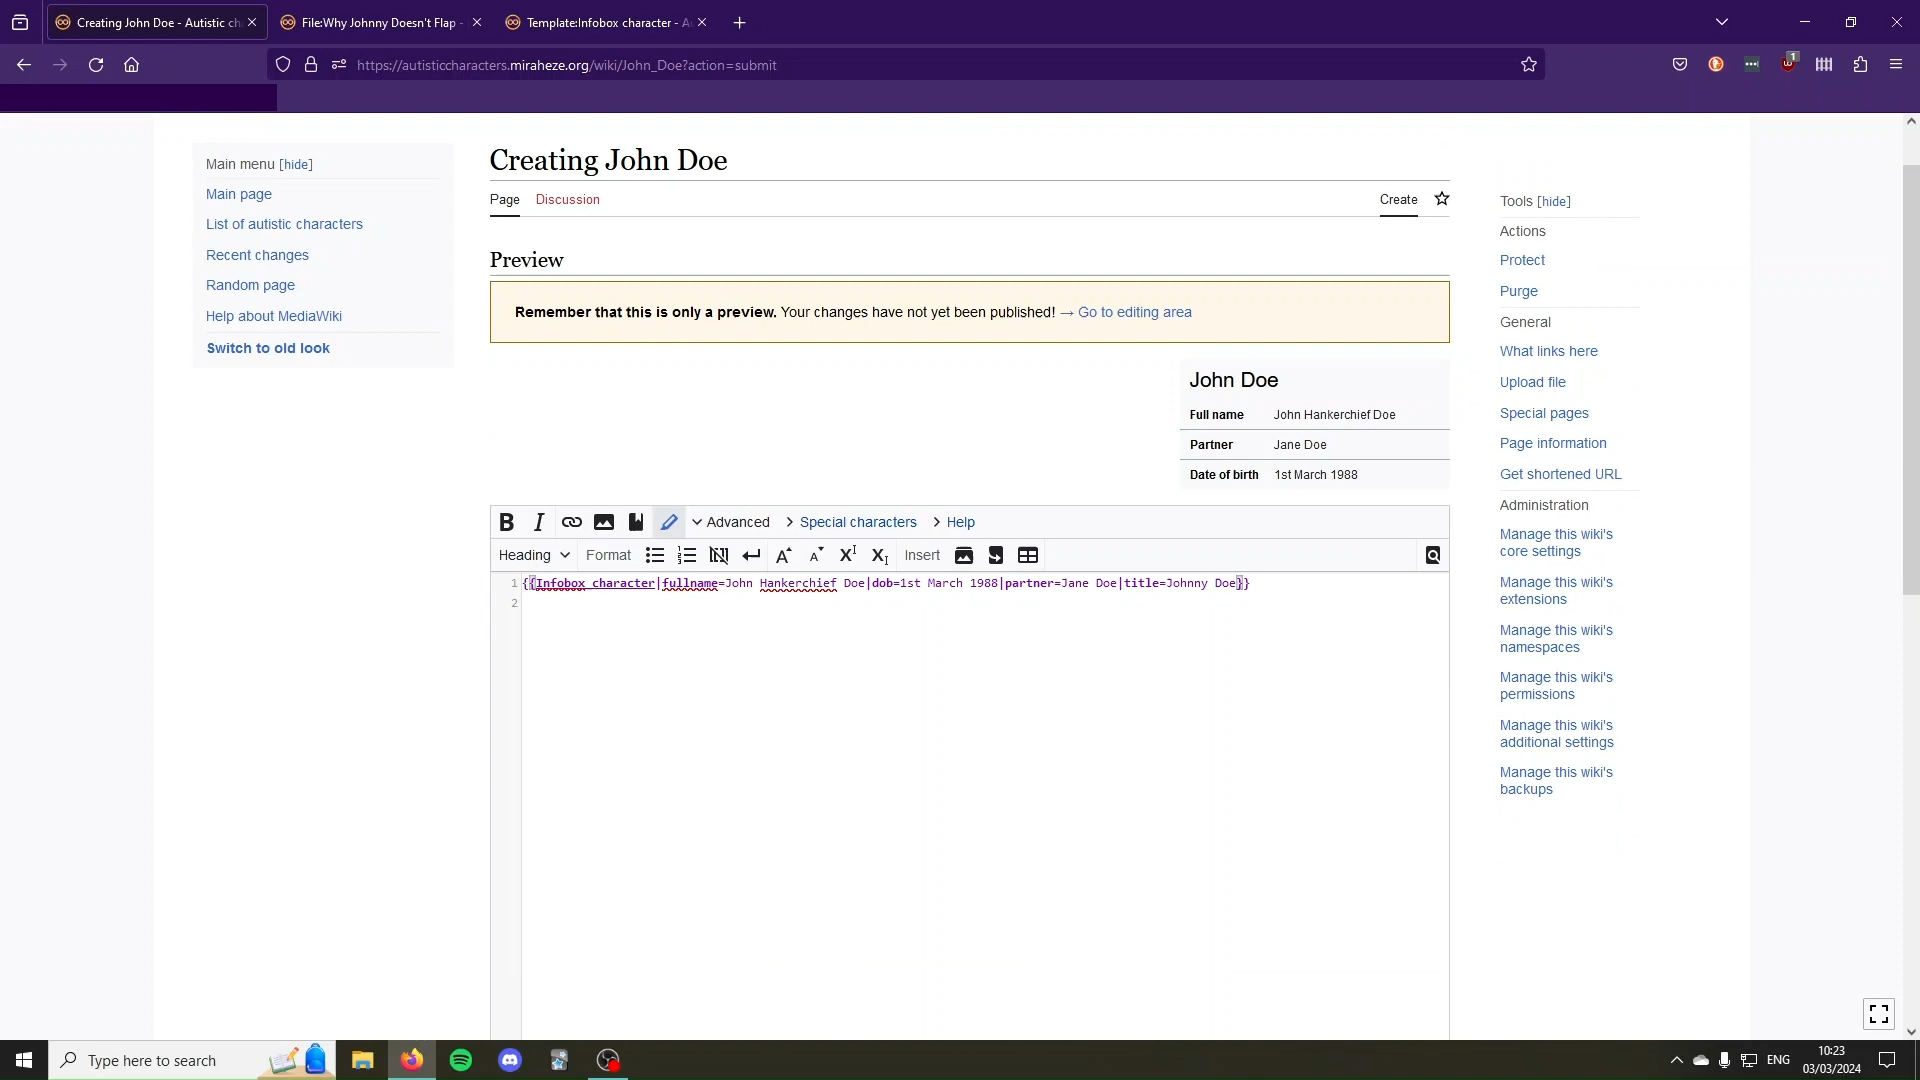 Creating John Doe - Autistic ch
File:Why Johnny Doesn't Flap -
Template:Infobox character - A
https://autisticcharacters.miraheze.org/wiki/John_Doe?action=submit
1
Main menu [hide]
Main page
List of autistic characters
Recent changes
Random page
Help about MediaWiki
Switch to old look
Creating John Doe
Page
Discussion
Create
Preview
Remember that this is only a preview. Your changes have not yet been published! → Go to editing area
John Doe
Full name John Hankerchief Doe
Partner Jane Doe
Date of birth 1st March 1988
B I Advanced Special characters Help
Heading Format Insert
1 {{Infobox character|fullname=John Hankerchief Doe|dob=1st March 1988|partner=Jane Doe|title=Johnny Doe}}
2
Tools [hide]
Actions
Protect
Purge
General
What links here
Upload file
Special pages
Page information
Get shortened URL
Administration
Manage this wiki's
core settings
Manage this wiki's
extensions
Manage this wiki's
namespaces
Manage this wiki's
permissions
Manage this wiki's
additional settings
Manage this wiki's
backups
Type here to search
ENG
10:23
03/03/2024